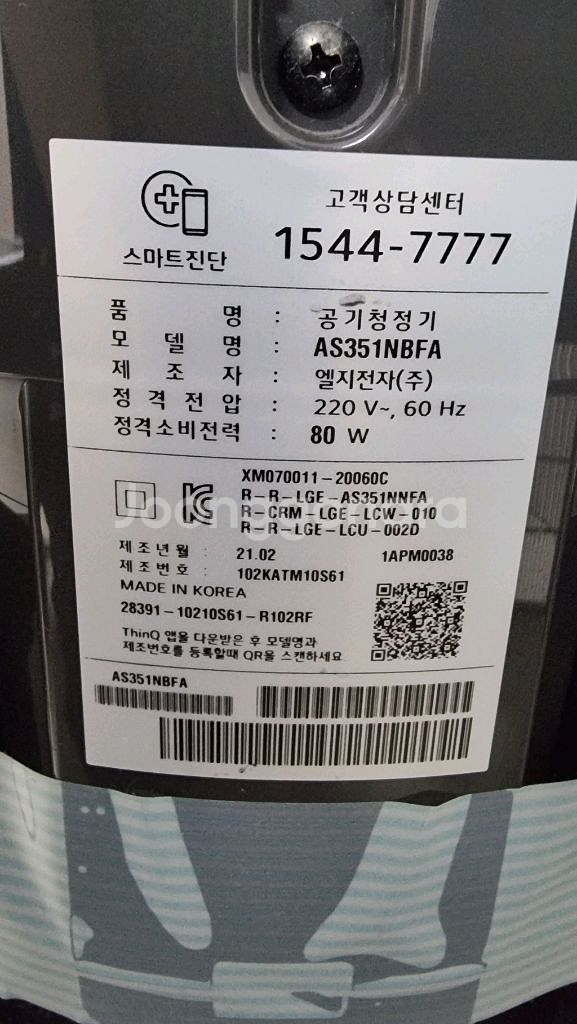 고객상담센터
스마트진단 1544-7777
품 명 : 공기청정기
모 델 명 : AS351NBFA
제 조 자 : 엘지전자(주)
정 격 전 압 : 220 V~, 60 Hz
정격소비전력 : 80 W
XM070011-20060C
R-R-LGE-AS351NNFA
R-CRM-LGE-LCW-010
R-R-LGE-LCU-002D
Joonggonara
제 조 년 월 : 21.02 1APM0038
제 조 번 호 : 102KATM10S61
MADE IN KOREA
28391-10210S61-R102RF
ThinQ 앱을 다운받은 후 모델명과
제조번호를 등록할때 QR을 스캔하세요
AS351NBFA